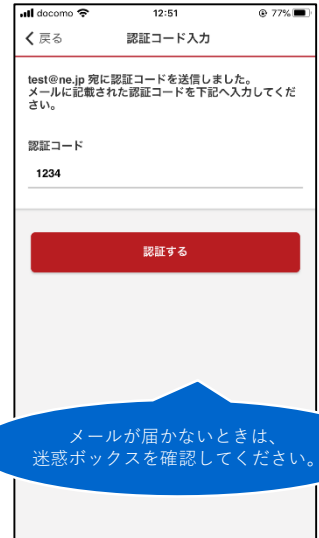 docomo 12:51 77%
戻る 認証コード入力
test@ne.jp 宛に認証コードを送信しました。
メールに記載された認証コードを下記へ入力してくだ
さい。
認証コード
1234
認証する
メールが届かないときは、
迷惑ボックスを確認してください。